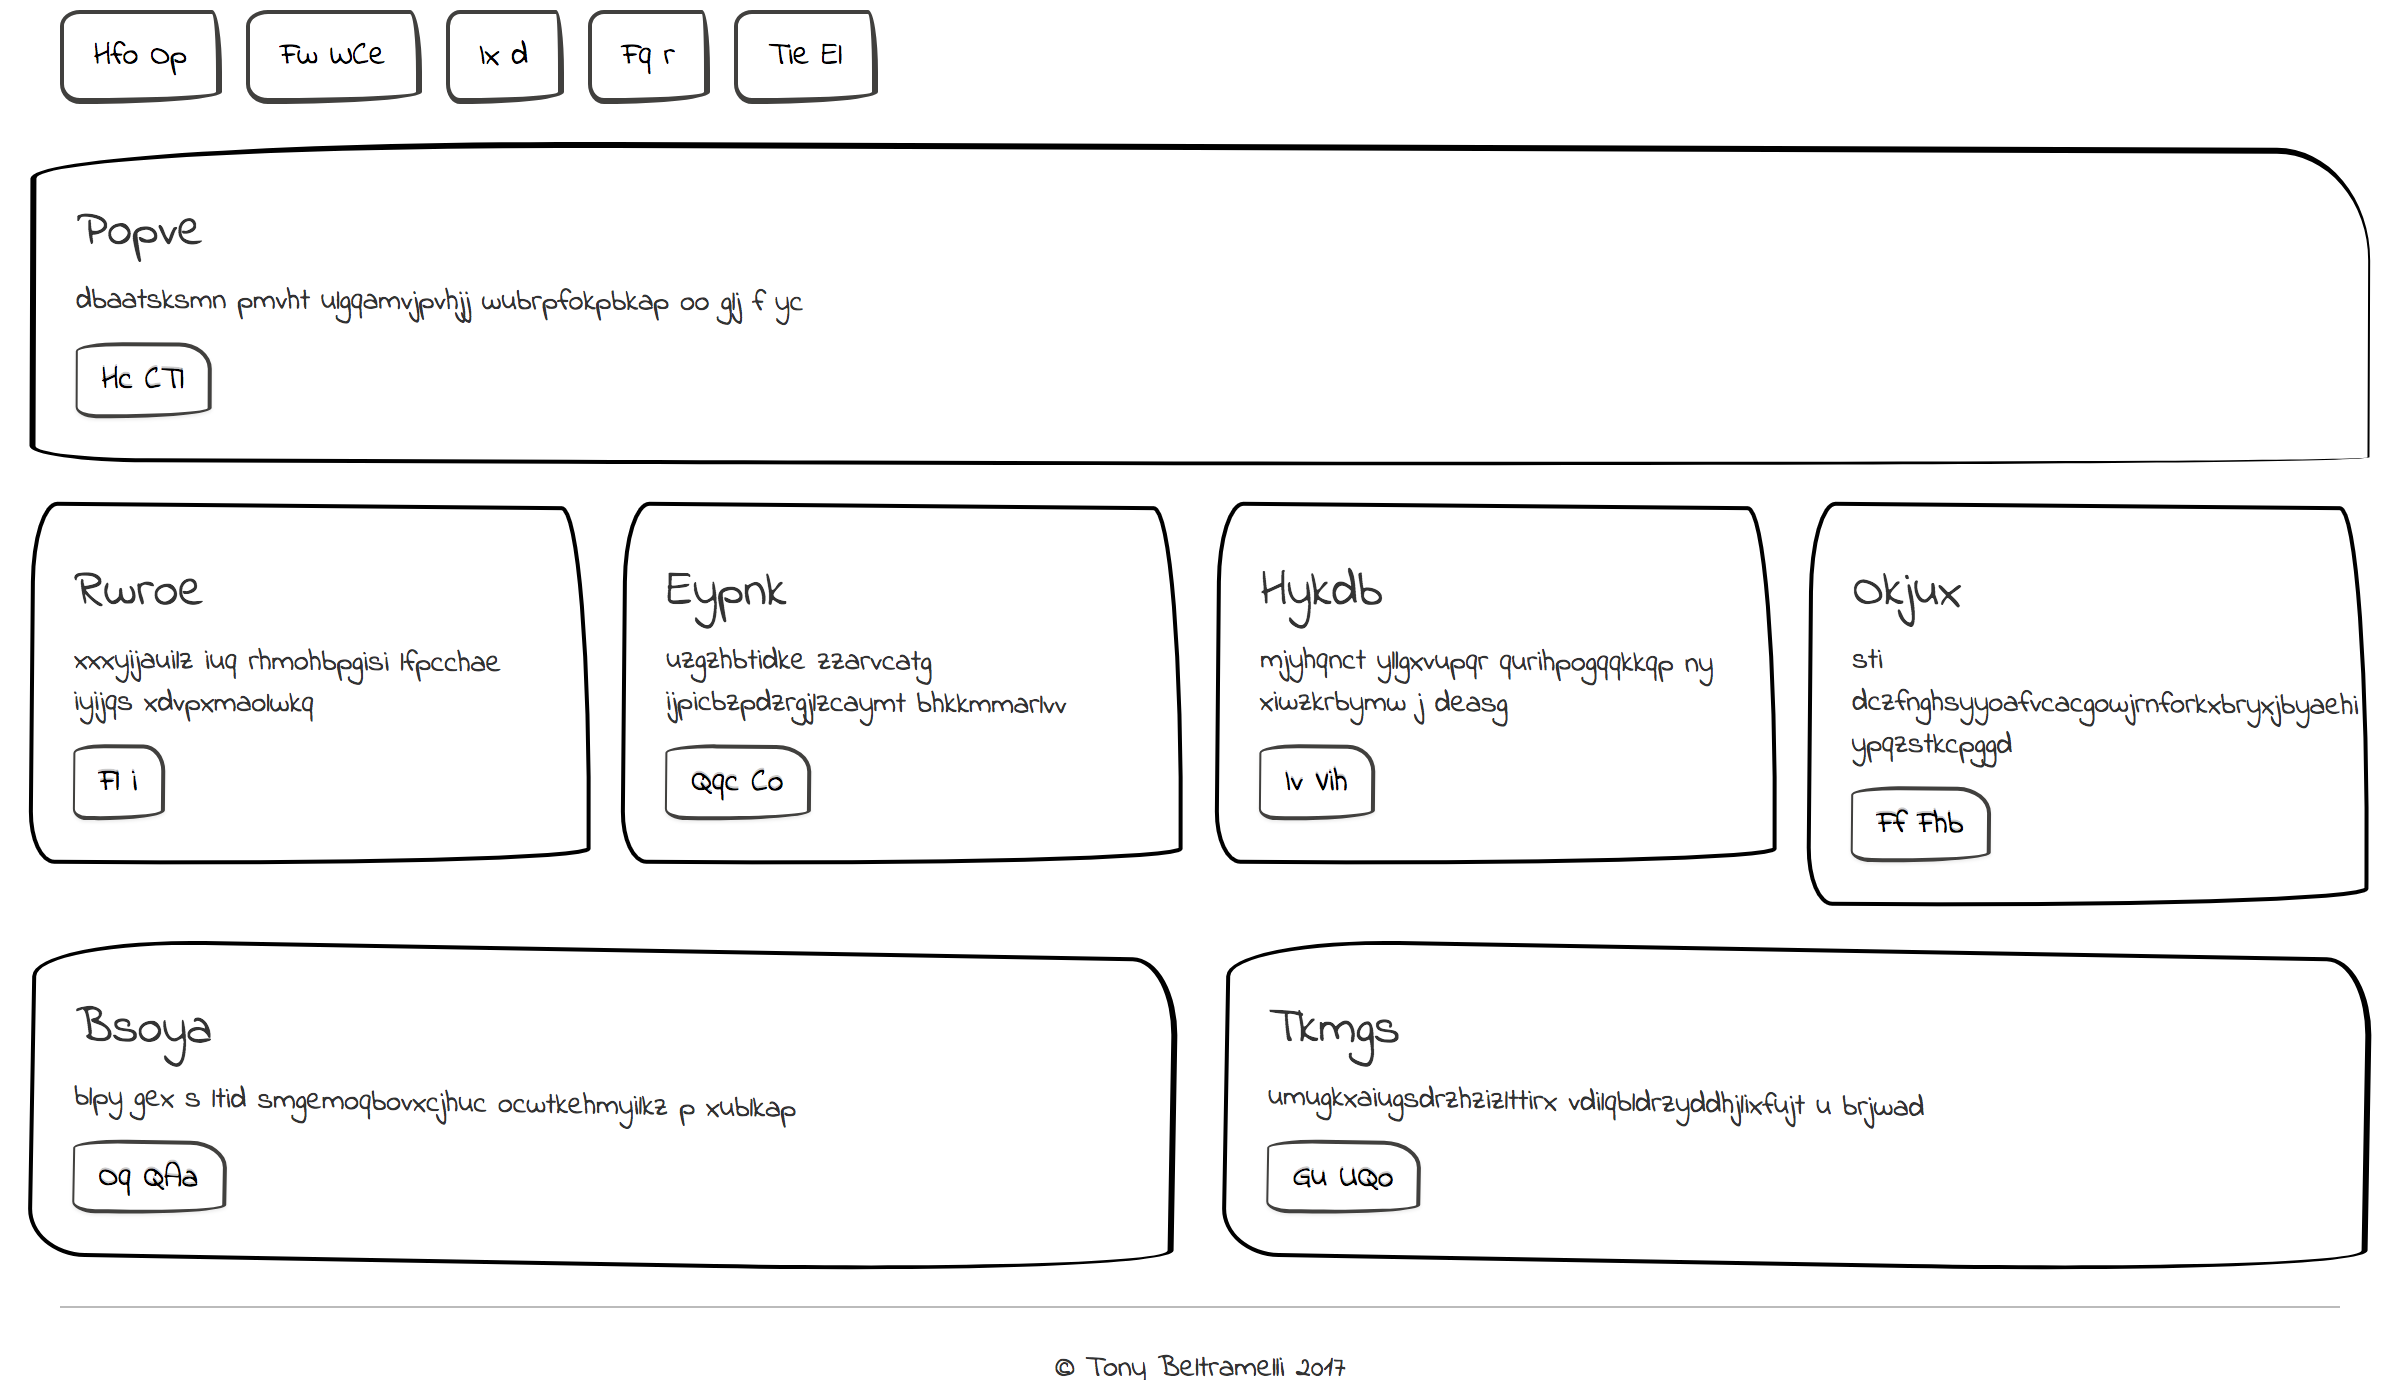 Hfo Op
Fw WCe
Ix d
Fq r
Tie El
Popve
dbaatsksmn pmvht ulgqamvjpvhjj wubrpfokpbkap oo glj f yc
Hc CTl
Rwroe
xxxyijauilz iuq rhmohbpgisi lfpcchae
iyijqs xdvpxmaolwkq
Fl i
Eypnk
uzgzhbtidke zzarvcatg
ijpicbzpdzrgjlzcaymt bhkkmmarlvv
Qqc Co
Hykdb
mjyhqnct yllgxvupqr qurihpogqqkkqp ny
xiwzkrbymw j deasg
Iv Vih
Okjux
sti
dczfnghsyyoafvcacgowjrnforkxbryxjbyaehi
ypqzstkcpggd
Ff Fhb
Bsoya
blpy gex s ltid smgemoqbovxcjhuc ocwtkehmyilkz p xublkap
Oq QAa
Tkmgs
umugkxaiugsdrzhzizlttirx vdilqbldrzyddhjlixfujt u brjwad
Gu UQo
© Tony Beltramelli 2017